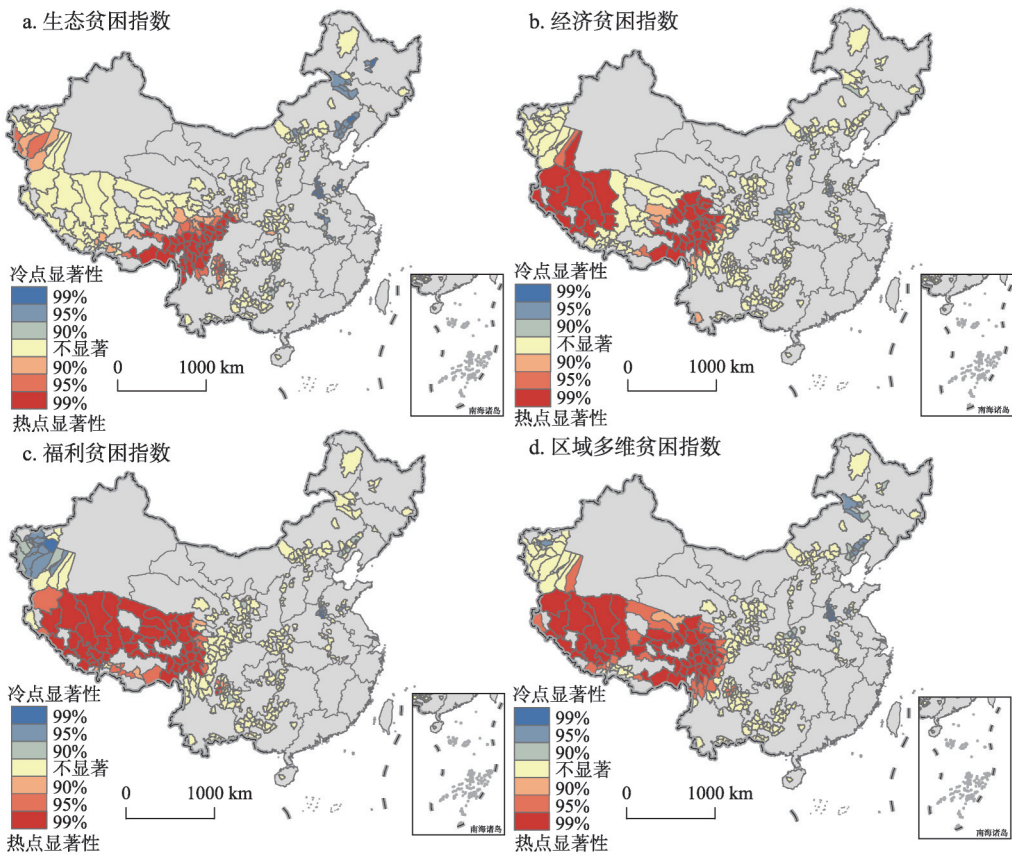 a. 生态贫困指数
冷点显著性
99%
95%
90%
不显著
90%
95%
99%
热点显著性
0 1000 km
南海诸岛
b. 经济贫困指数
冷点显著性
99%
95%
90%
不显著
90%
95%
99%
热点显著性
0 1000 km
南海诸岛
c. 福利贫困指数
冷点显著性
99%
95%
90%
不显著
90%
95%
99%
热点显著性
0 1000 km
南海诸岛
d. 区域多维贫困指数
冷点显著性
99%
95%
90%
不显著
90%
95%
99%
热点显著性
0 1000 km
南海诸岛